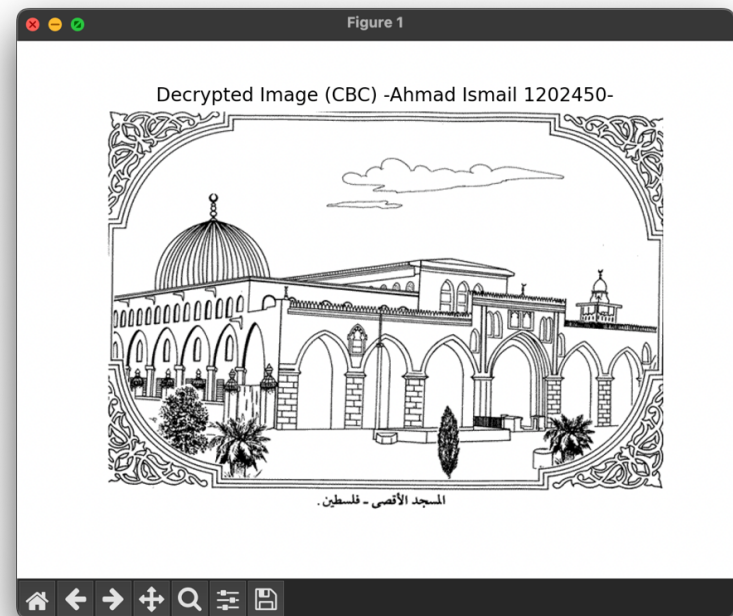 Figure 1
Decrypted Image (CBC) -Ahmad Ismail 1202450-
المسجد الأقصى ـ فلسطين .